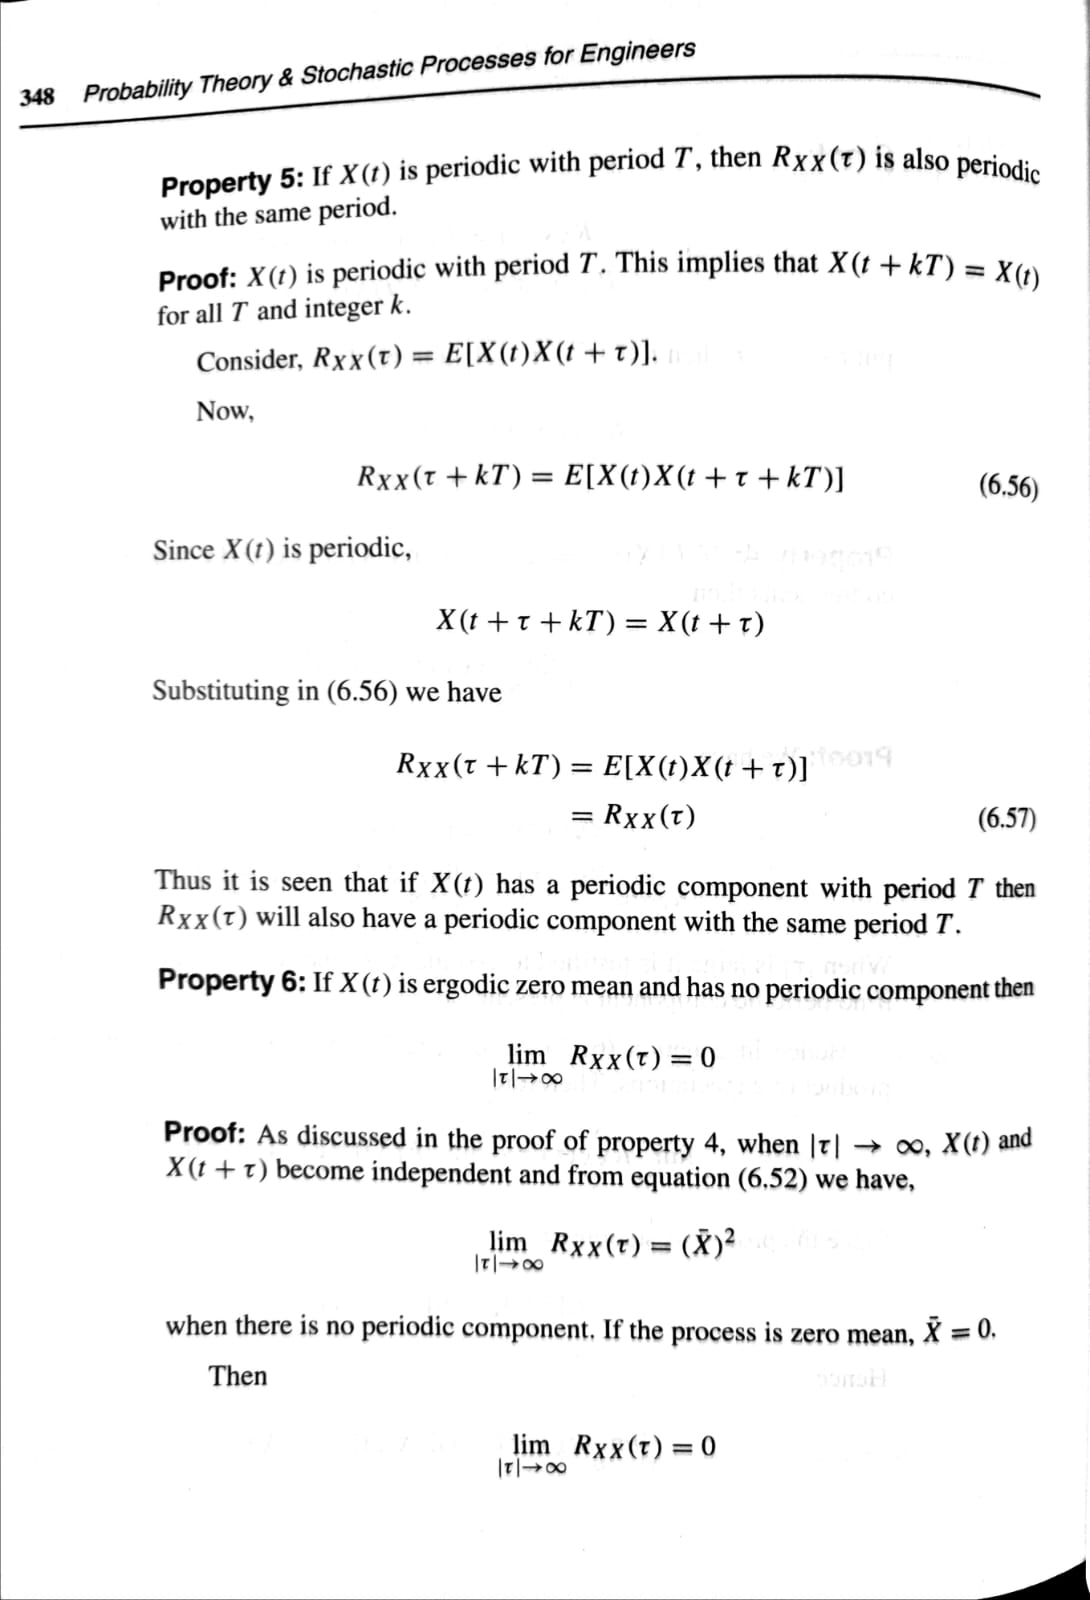 348 Probability Theory & Stochastic Processes for Engineers
Property 5: If X(t) is periodic with period T, then R_XX(τ) is also periodic
with the same period.
Proof: X(t) is periodic with period T. This implies that X(t + kT) = X(t)
for all T and integer k.
Consider, R_XX(τ) = E[X(t)X(t + τ)].
Now,
R_XX(τ + kT) = E[X(t)X(t + τ + kT)] (6.56)
Since X(t) is periodic,
X(t + τ + kT) = X(t + τ)
Substituting in (6.56) we have
R_XX(τ + kT) = E[X(t)X(t + τ)]
= R_XX(τ) (6.57)
Thus it is seen that if X(t) has a periodic component with period T then
R_XX(τ) will also have a periodic component with the same period T.
Property 6: If X(t) is ergodic zero mean and has no periodic component then
lim R_XX(τ) = 0
|τ|→∞
Proof: As discussed in the proof of property 4, when |τ| → ∞, X(t) and
X(t + τ) become independent and from equation (6.52) we have,
lim R_XX(τ) = (X̄)²
|τ|→∞
when there is no periodic component. If the process is zero mean, X̄ = 0.
Then
lim R_XX(τ) = 0
|τ|→∞